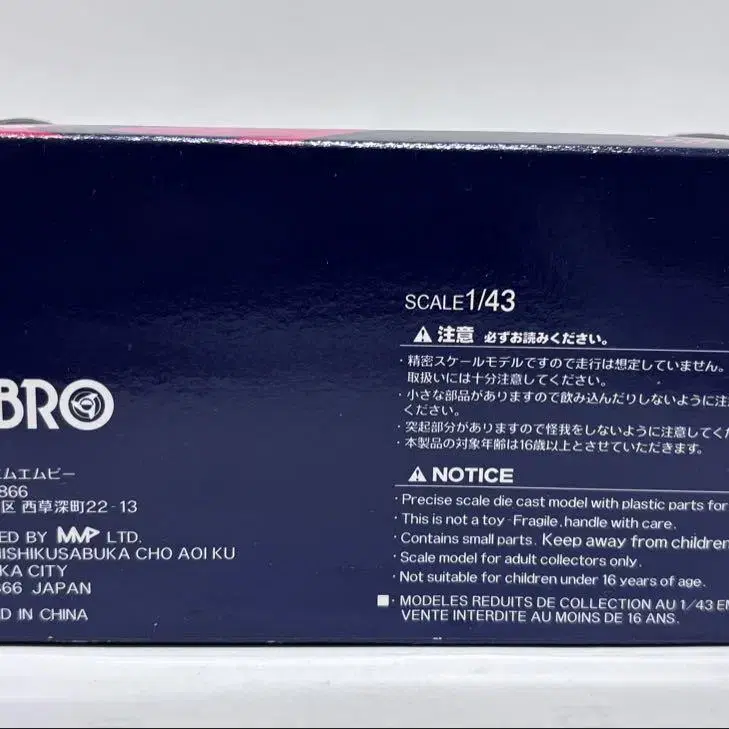 SCALE1/43
⚠注意 必ずお読みください。
・精密スケールモデルですので走行は想定していません。
取扱いには十分注意してください。
・小さな部品がありますので飲み込んだりしないように注
ください。
・突起部分がありますので怪我をしないように注意してくだ
・本製品の対象年齢は16歳以上とさせていただきます。
⚠NOTICE
・Precise scale die cast model with plastic parts for
・This is not a toy-Fragile, handle with care.
・Contains small parts. Keep away from children
・Scale model for adult collectors only.
・Not suitable for children under 16 years of age.
■・MODELES REDUITS DE COLLECTION AU 1/43 EN
VENTE INTERDITE AU MOINS DE 16 ANS.
BRO
ムエムビー
866
区 西草深町22-13
ED BY MMP LTD.
NISHIKUSABUKA CHO AOI KU
KA CITY
866 JAPAN
D IN CHINA